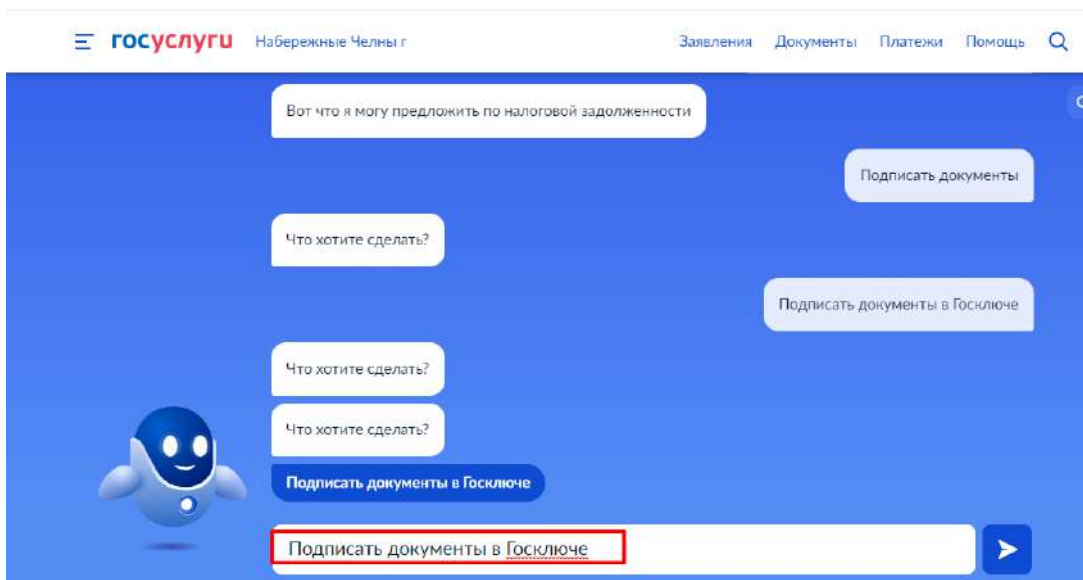 госуслуги Набережные Челны г Заявления Документы Платежи Помощь
Вот что я могу предложить по налоговой задолженности
Подписать документы
Что хотите сделать?
Подписать документы в Госключе
Что хотите сделать?
Что хотите сделать?
Подписать документы в Госключе
Подписать документы в Госключе